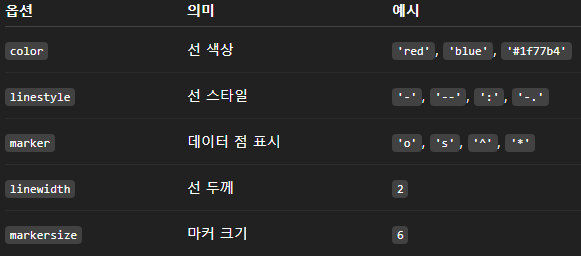 옵션 의미 예시
color 선 색상 'red', 'blue', '#1f77b4'
linestyle 선 스타일 '-', '--', ':', '-.'
marker 데이터 점 표시 'o', 's', '^', '*'
linewidth 선 두께 2
markersize 마커 크기 6